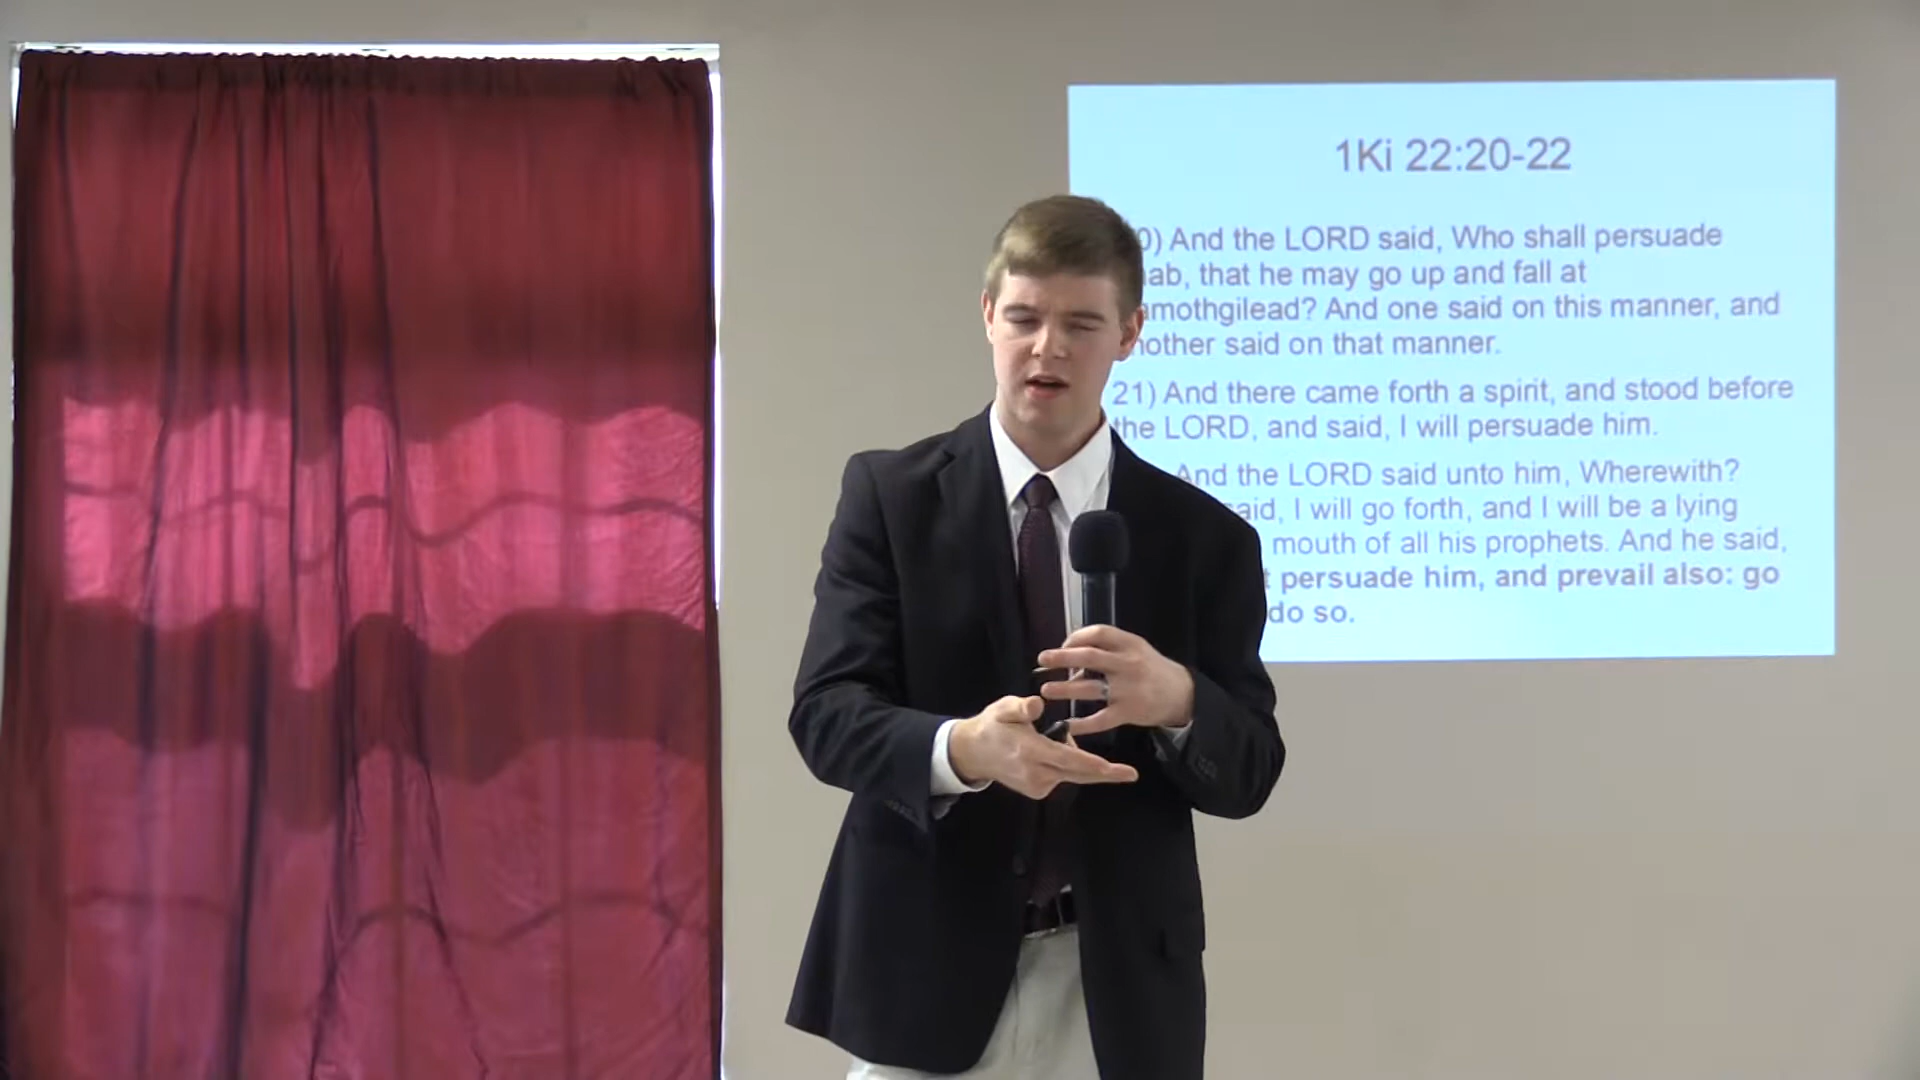 1Ki 22:20-22
0) And the LORD said, Who shall persuade
that he may go up and fall at
And one said on this manner, and
said on that manner.
21) And there came forth a spirit, and stood before
the LORD, and said, I will persuade him.
And the LORD said unto him, Wherewith?
I will go forth, and I will be a lying
mouth of all his prophets. And he said,
persuade him, and prevail also: go
do so.